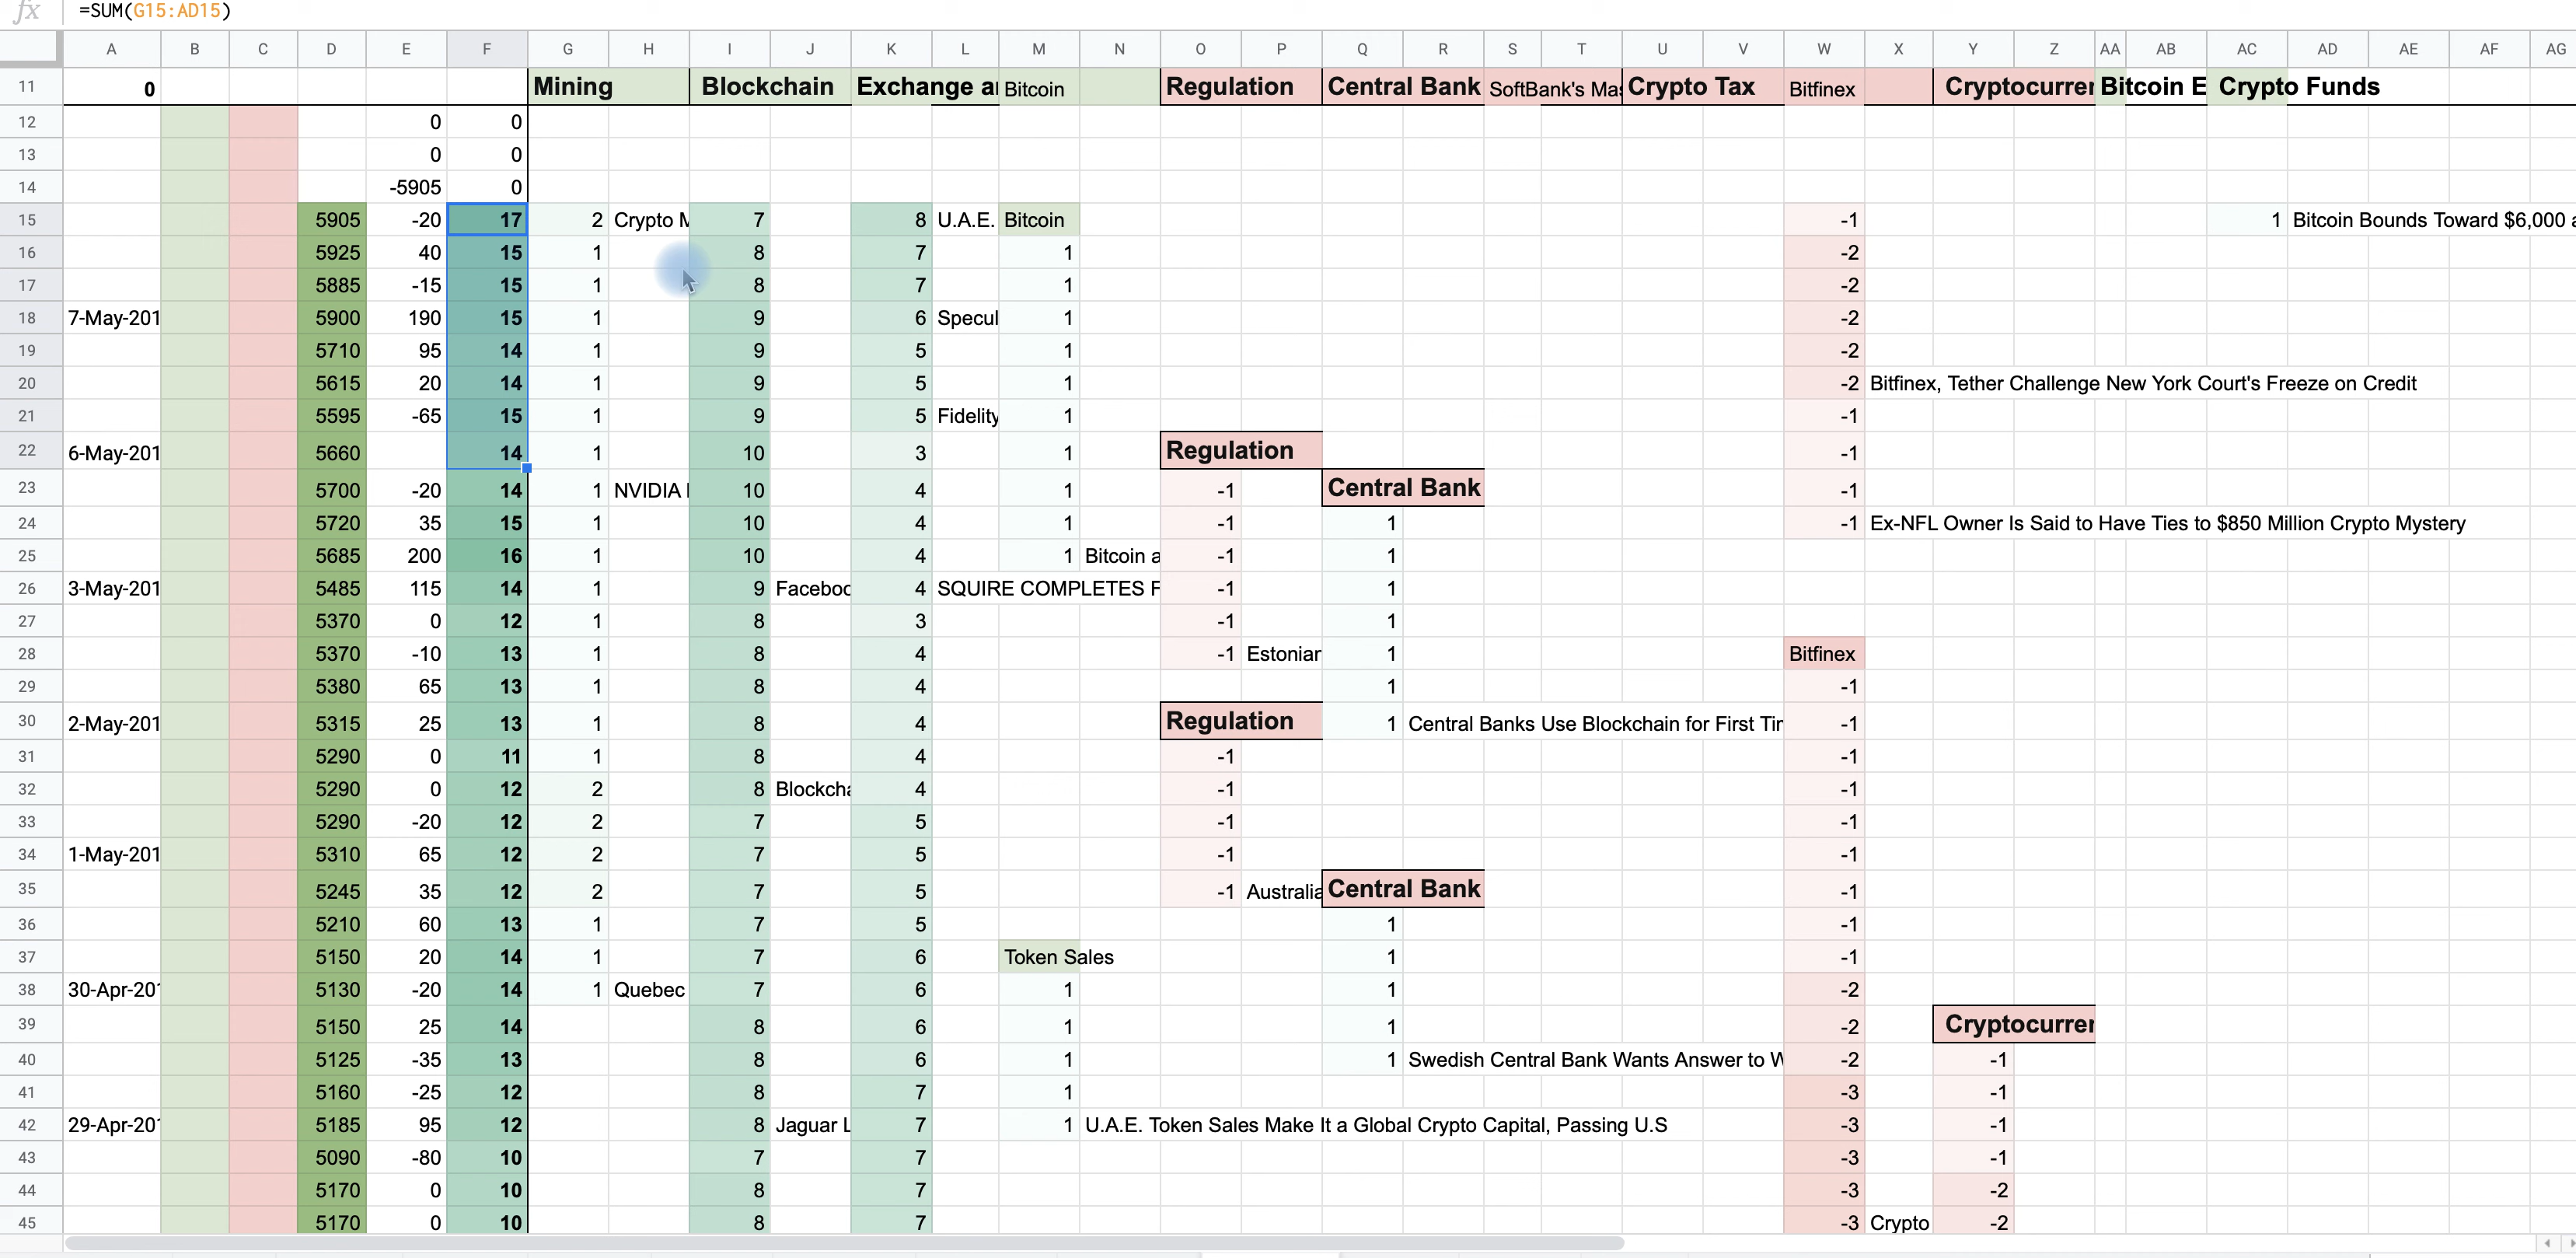 fx =SUM(G15:AD15)
A B C D E F G H I J K L M N O P Q R S T U V W X Y Z AA AB AC AD AE AF AG
11 0 Mining Blockchain Exchange Bitcoin Regulation Central Bank SoftBank's Crypto Tax Bitfinex Bitcoin E Crypto Funds
12 0 0
13 0 0
14 -5905 0
15 5905 -20 17 2 Crypto 7 8 U.A.E. Bitcoin -1 1 Bitcoin Bounds Toward $6,000
16 5925 40 15 1 8 7 1 -2
17 5885 -15 15 1 8 7 1 -2
18 7-May-201 5900 190 15 1 9 6 Specul 1 -2
19 5710 95 14 1 9 5 1 -2
20 5615 20 14 1 9 5 1 -2 Bitfinex, Tether Challenge New York Court's Freeze on Credit
21 5595 -65 15 1 9 5 Fidelity 1 -1
22 6-May-201 5660 14 1 10 3 1 Regulation -1
23 5700 -20 14 1 NVIDIA 10 4 1 -1 Central Bank -1
24 5720 35 15 1 10 4 1 -1 1 -1 Ex-NFL Owner Is Said to Have Ties to $850 Million Crypto Mystery
25 5685 200 16 1 10 4 1 Bitcoin a -1 1
26 3-May-201 5485 115 14 1 9 Faceboo 4 SQUIRE COMPLETES F -1 1
27 5370 0 12 1 8 3 -1 1
28 5370 -10 13 1 8 4 -1 Estonian 1 Bitfinex
29 5380 65 13 1 8 4 1 -1
30 2-May-201 5315 25 13 1 8 4 Regulation 1 Central Banks Use Blockchain for First Tim -1
31 5290 0 11 1 8 4 -1 -1
32 5290 0 12 2 8 Blockcha 4 -1 -1
33 5290 -20 12 2 7 5 -1 -1
34 1-May-201 5310 65 12 2 7 5 -1 -1
35 5245 35 12 2 7 5 -1 Australia Central Bank -1
36 5210 60 13 1 7 5 1 -1
37 5150 20 14 1 7 6 Token Sales 1 -1
38 30-Apr-201 5130 -20 14 1 Quebec 7 6 1 1 -2
39 5150 25 14 8 6 1 1 -2 Cryptocurren
40 5125 -35 13 8 6 1 1 Swedish Central Bank Wants Answer to W -2 -1
41 5160 -25 12 8 7 1 -3 -1
42 29-Apr-201 5185 95 12 8 Jaguar L 7 1 U.A.E. Token Sales Make It a Global Crypto Capital, Passing U.S -3 -1
43 5090 -80 10 7 7 -3 -1
44 5170 0 10 8 7 -3 -2
45 5170 0 10 8 7 -3 Crypto -2